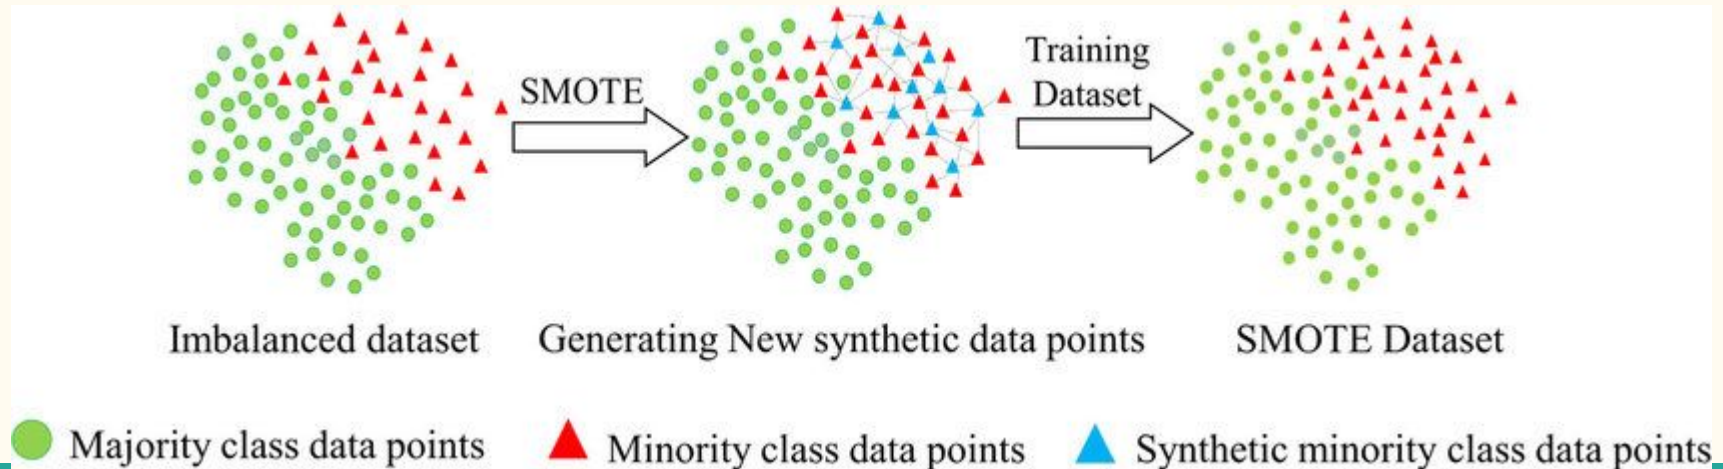 SMOTE
Training
Dataset
Imbalanced dataset
Generating New synthetic data points
SMOTE Dataset
Majority class data points
Minority class data points
Synthetic minority class data points